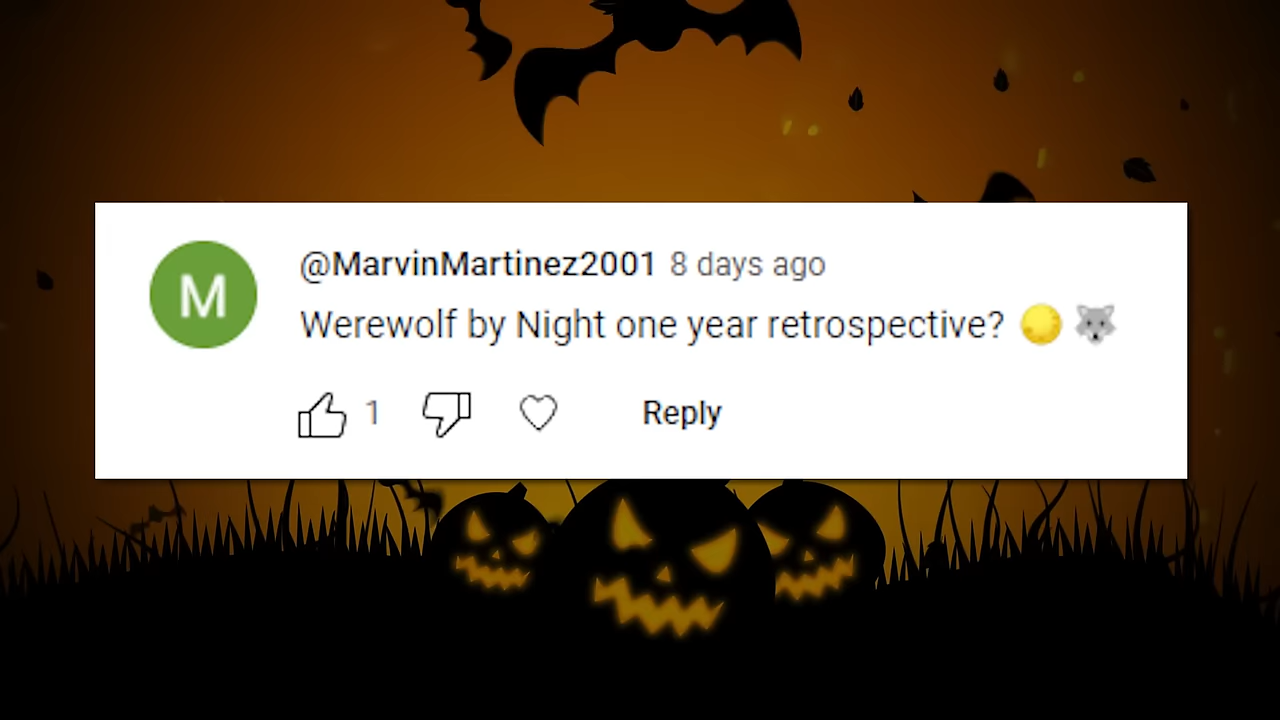 M
@MarvinMartinez2001 8 days ago
Werewolf by Night one year retrospective? 🌕 🐺
1
Reply